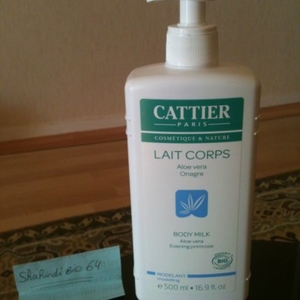 CATTIER
PARIS
COSMÉTIQUE & NATURE
LAIT CORPS
Aloe vera
Onagre
BODY MILK
Aloe vera
Evening primrose
BIO
MODELANT
e 500 ml • 16.9 fl.oz
64